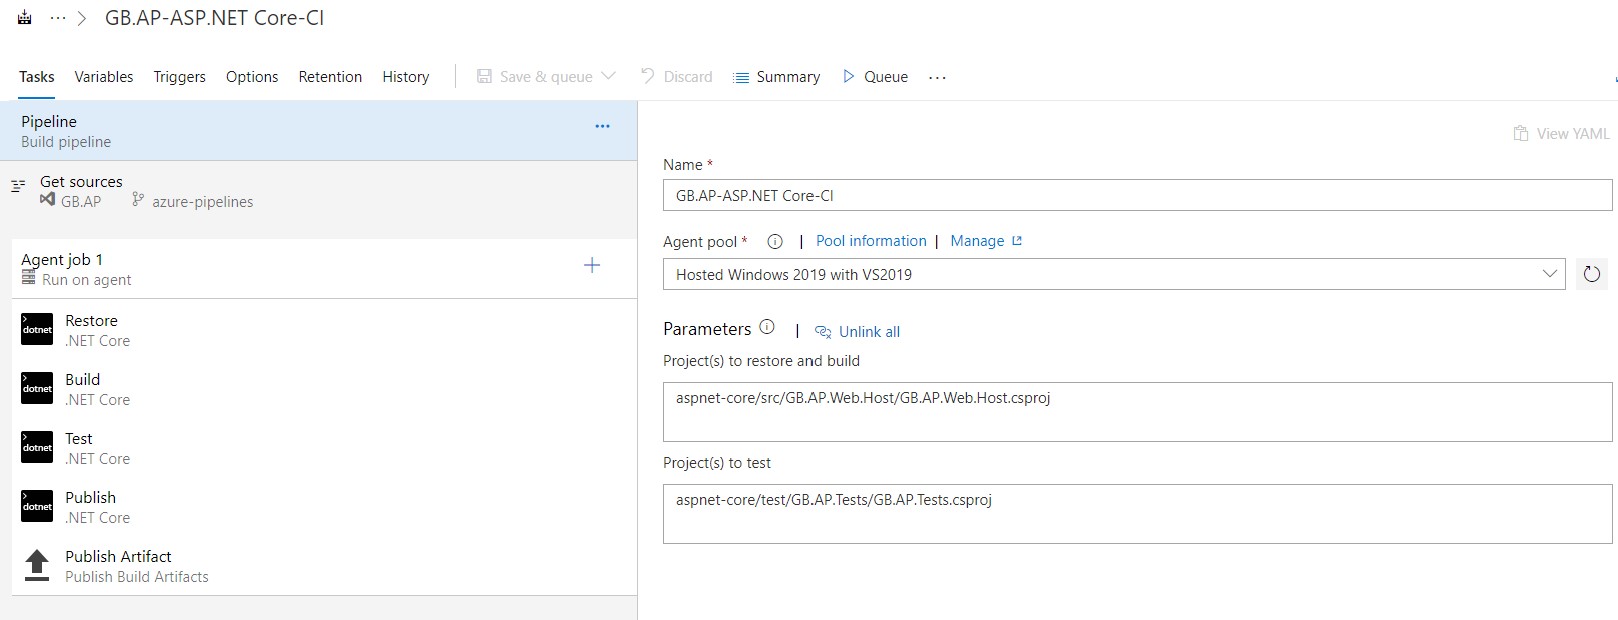 ··· > GB.AP-ASP.NET Core-CI
Tasks Variables Triggers Options Retention History | Save & queue Discard Summary Queue ···
Pipeline
Build pipeline
Get sources
GB.AP azure-pipelines
Agent job 1
Run on agent
dotnet Restore
.NET Core
dotnet Build
.NET Core
dotnet Test
.NET Core
dotnet Publish
.NET Core
Publish Artifact
Publish Build Artifacts
View YAML
Name *
GB.AP-ASP.NET Core-CI
Agent pool * | Pool information | Manage
Hosted Windows 2019 with VS2019
Parameters | Unlink all
Project(s) to restore and build
aspnet-core/src/GB.AP.Web.Host/GB.AP.Web.Host.csproj
Project(s) to test
aspnet-core/test/GB.AP.Tests/GB.AP.Tests.csproj